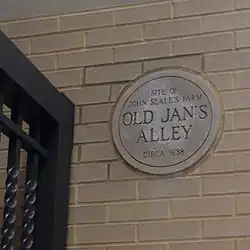 SITE OF
JOHN SEALE'S FARM
OLD JAN'S
ALLEY
CIRCA 1638